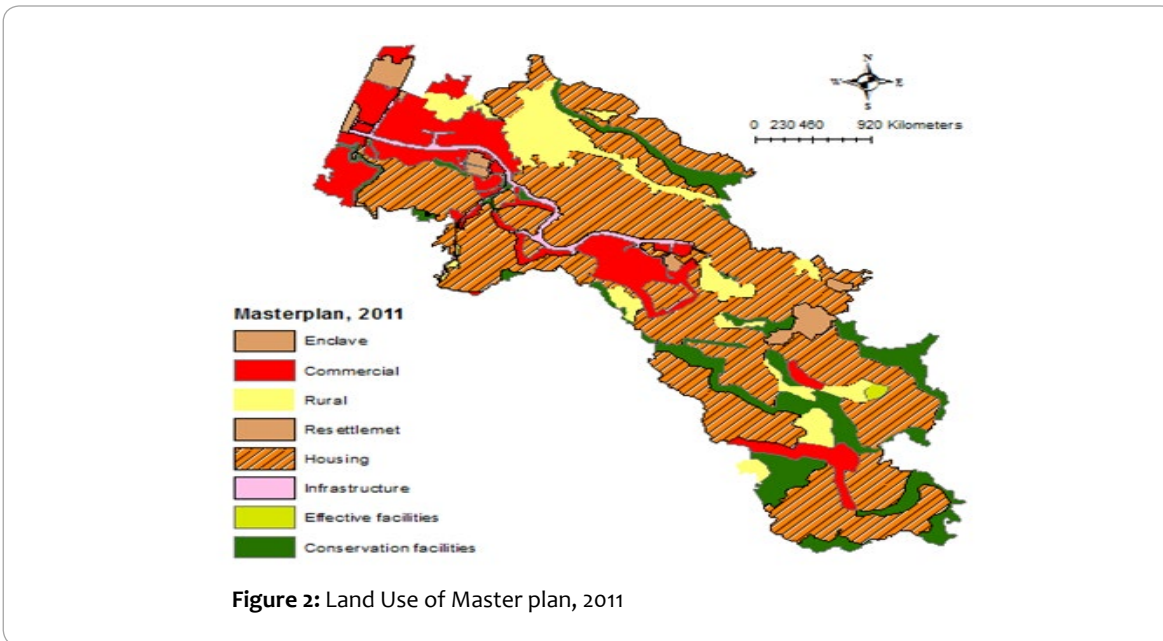 N
W E
S
0 230 460 920 Kilometers
Masterplan, 2011
Enclave
Commercial
Rural
Resettlemet
Housing
Infrastructure
Effective facilities
Conservation facilities
Figure 2: Land Use of Master plan, 2011